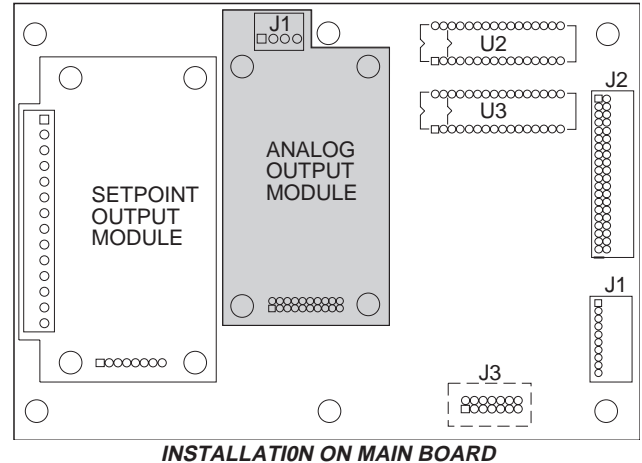 J1
U2
J2
U3
ANALOG
OUTPUT
MODULE
SETPOINT
OUTPUT
MODULE
J1
J3
INSTALLATI0N ON MAIN BOARD